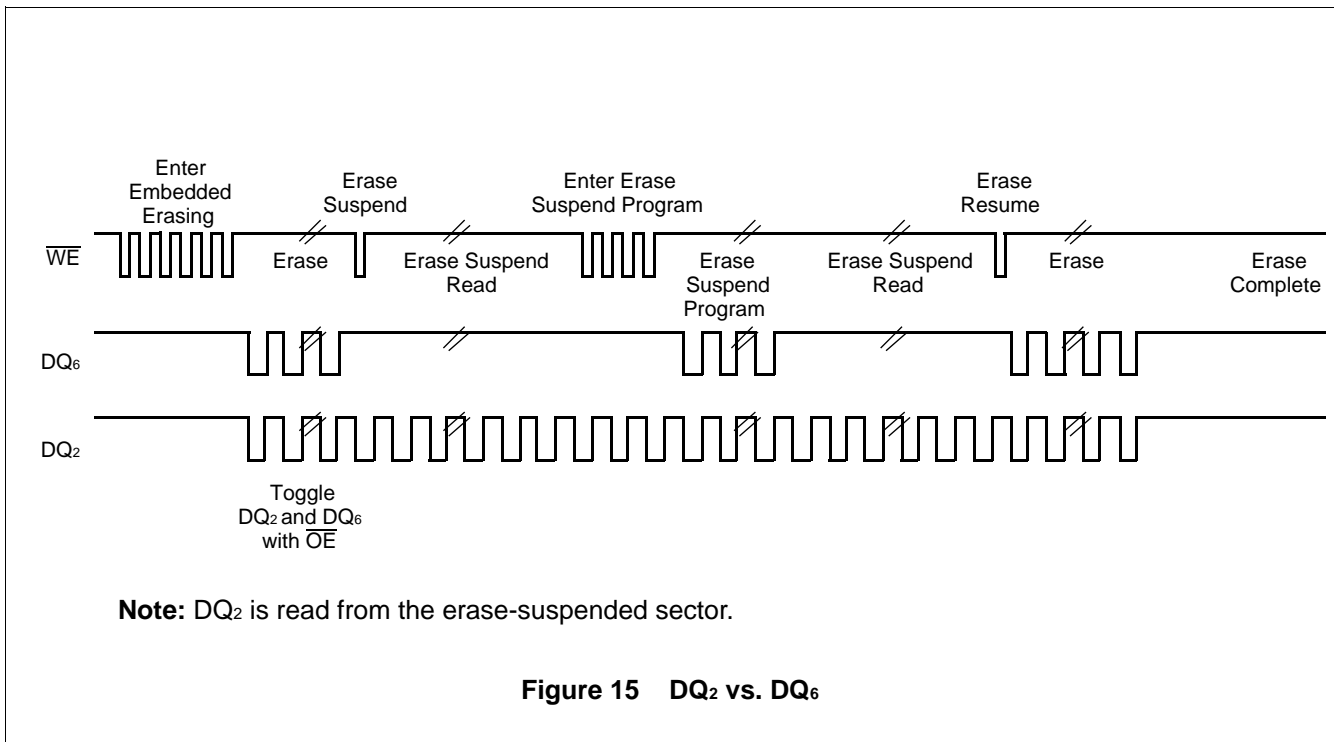 Enter
Embedded
Erasing
Erase
Suspend
Enter Erase
Suspend Program
Erase
Resume
WE
Erase
Erase Suspend
Read
Erase
Suspend
Program
Erase Suspend
Read
Erase
Erase
Complete
DQ6
DQ2
Toggle
DQ2 and DQ6
with OE
Note: DQ2 is read from the erase-suspended sector.
Figure 15 DQ2 vs. DQ6